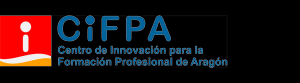 CiFPA
Centro de Innovación para la
Formación Profesional de Aragón